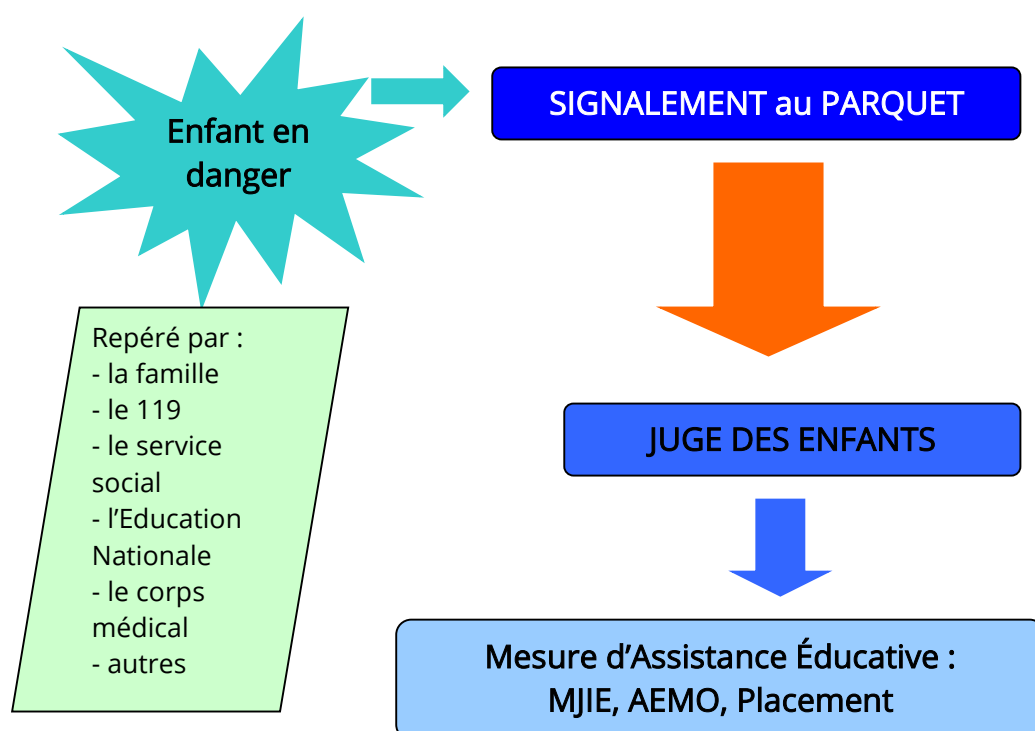 Enfant en
danger
SIGNALEMENT au PARQUET
Repéré par :
- la famille
- le 119
- le service
social
- l’Education
Nationale
- le corps
médical
- autres
JUGE DES ENFANTS
Mesure d’Assistance Éducative :
MJIE, AEMO, Placement